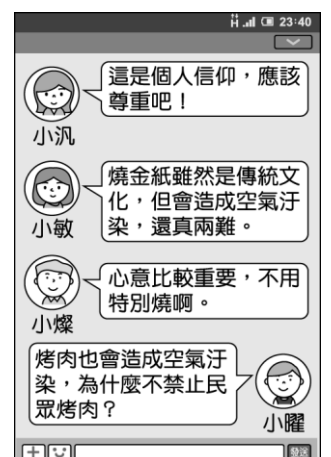 H 23:40
這是個人信仰，應該
尊重吧！
小汎
燒金紙雖然是傳統文
化，但會造成空氣汙
染，還真兩難。
小敏
心意比較重要，不用
特別燒啊。
小燦
烤肉也會造成空氣汙
染，為什麼不禁止民
眾烤肉？
小曜
發送